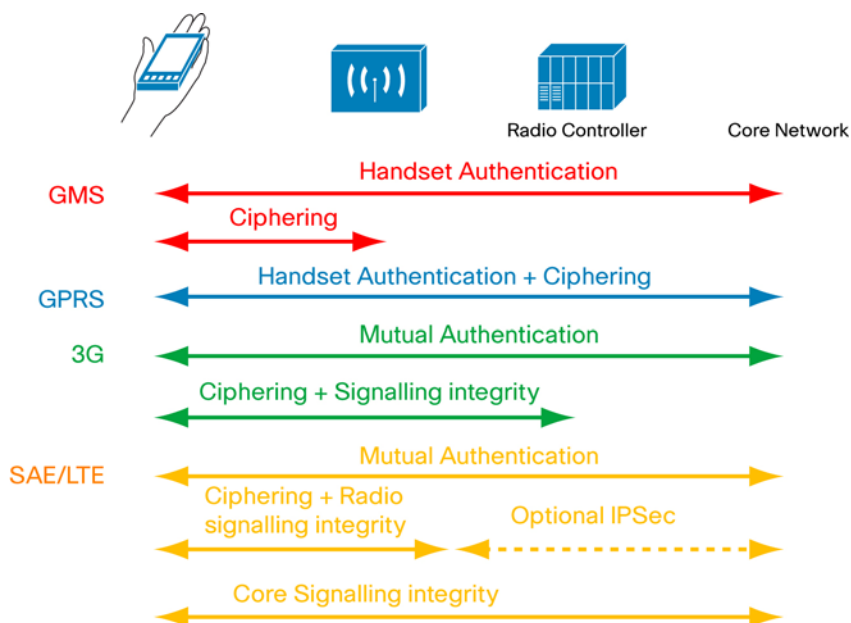 Radio Controller
Core Network
Handset Authentication
GMS
Ciphering
Handset Authentication + Ciphering
GPRS
Mutual Authentication
3G
Ciphering + Signalling integrity
Mutual Authentication
SAE/LTE
Ciphering + Radio
signalling integrity
Optional IPSec
Core Signalling integrity